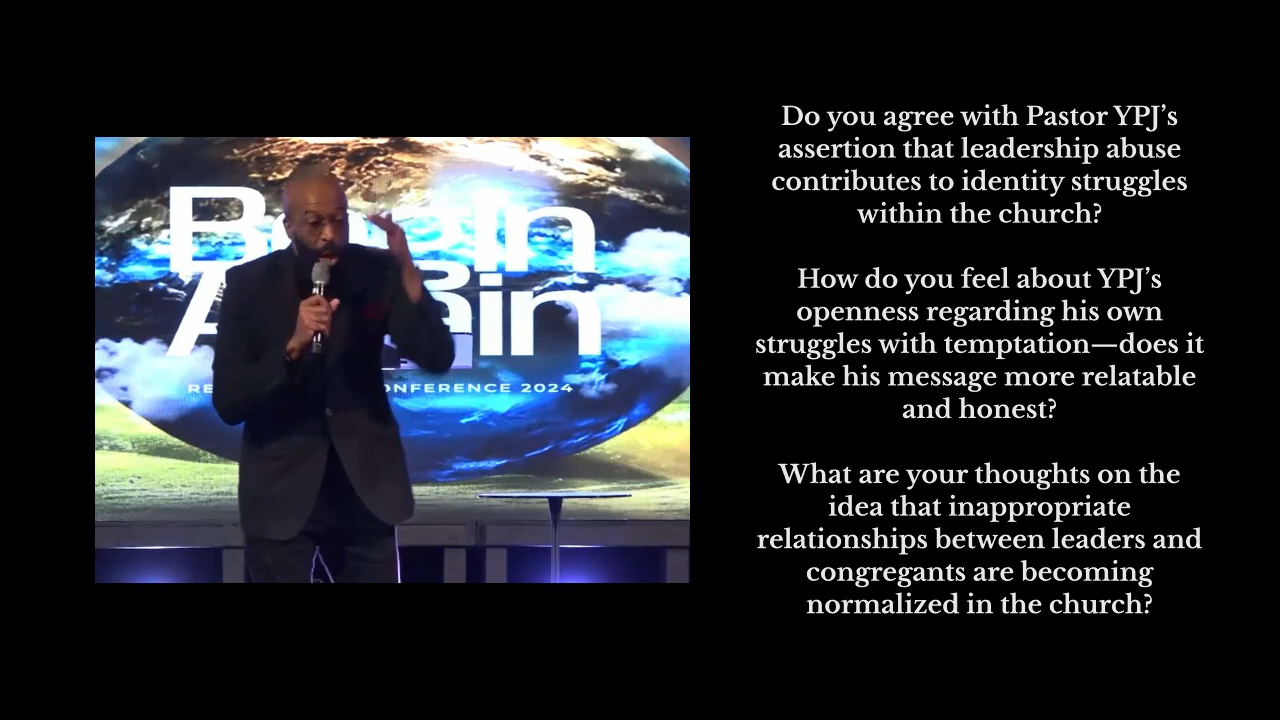 Begin
Again
CONFERENCE 2024
Do you agree with Pastor YPJ’s
assertion that leadership abuse
contributes to identity struggles
within the church?
How do you feel about YPJ’s
openness regarding his own
struggles with temptation—does it
make his message more relatable
and honest?
What are your thoughts on the
idea that inappropriate
relationships between leaders and
congregants are becoming
normalized in the church?